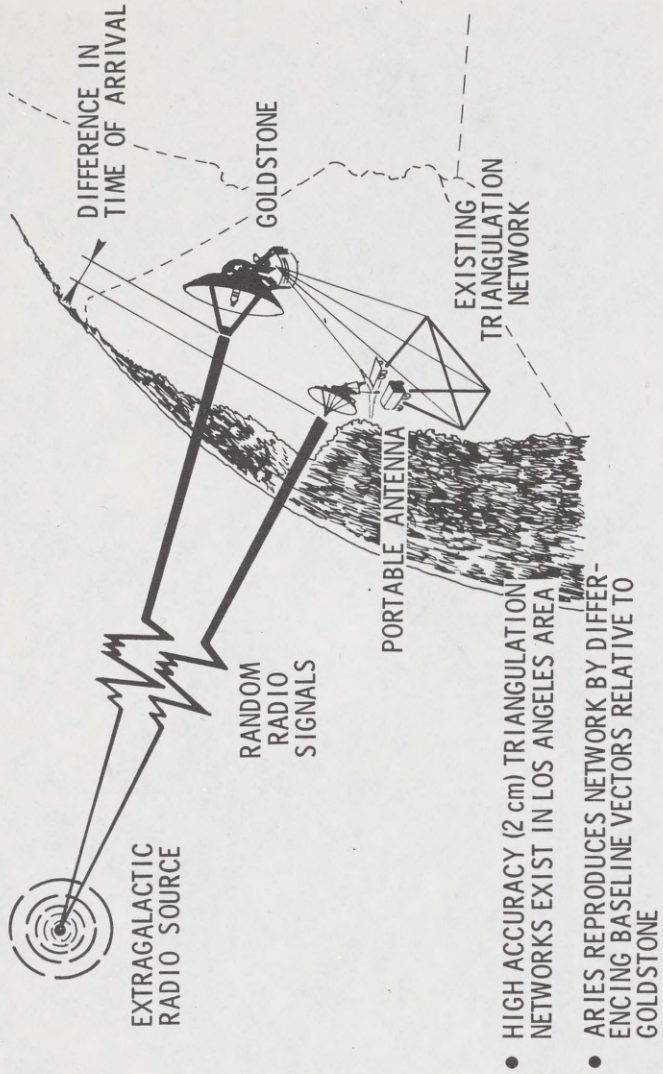 EXTRAGALACTIC
RADIO SOURCE
RANDOM
RADIO
SIGNALS
DIFFERENCE IN
TIME OF ARRIVAL
GOLDSTONE
PORTABLE ANTENNA
EXISTING
TRIANGULATION
NETWORK
• HIGH ACCURACY (2 cm) TRIANGULATION
NETWORKS EXIST IN LOS ANGELES AREA
• ARIES REPRODUCES NETWORK BY DIFFER-
ENCING BASELINE VECTORS RELATIVE TO
GOLDSTONE